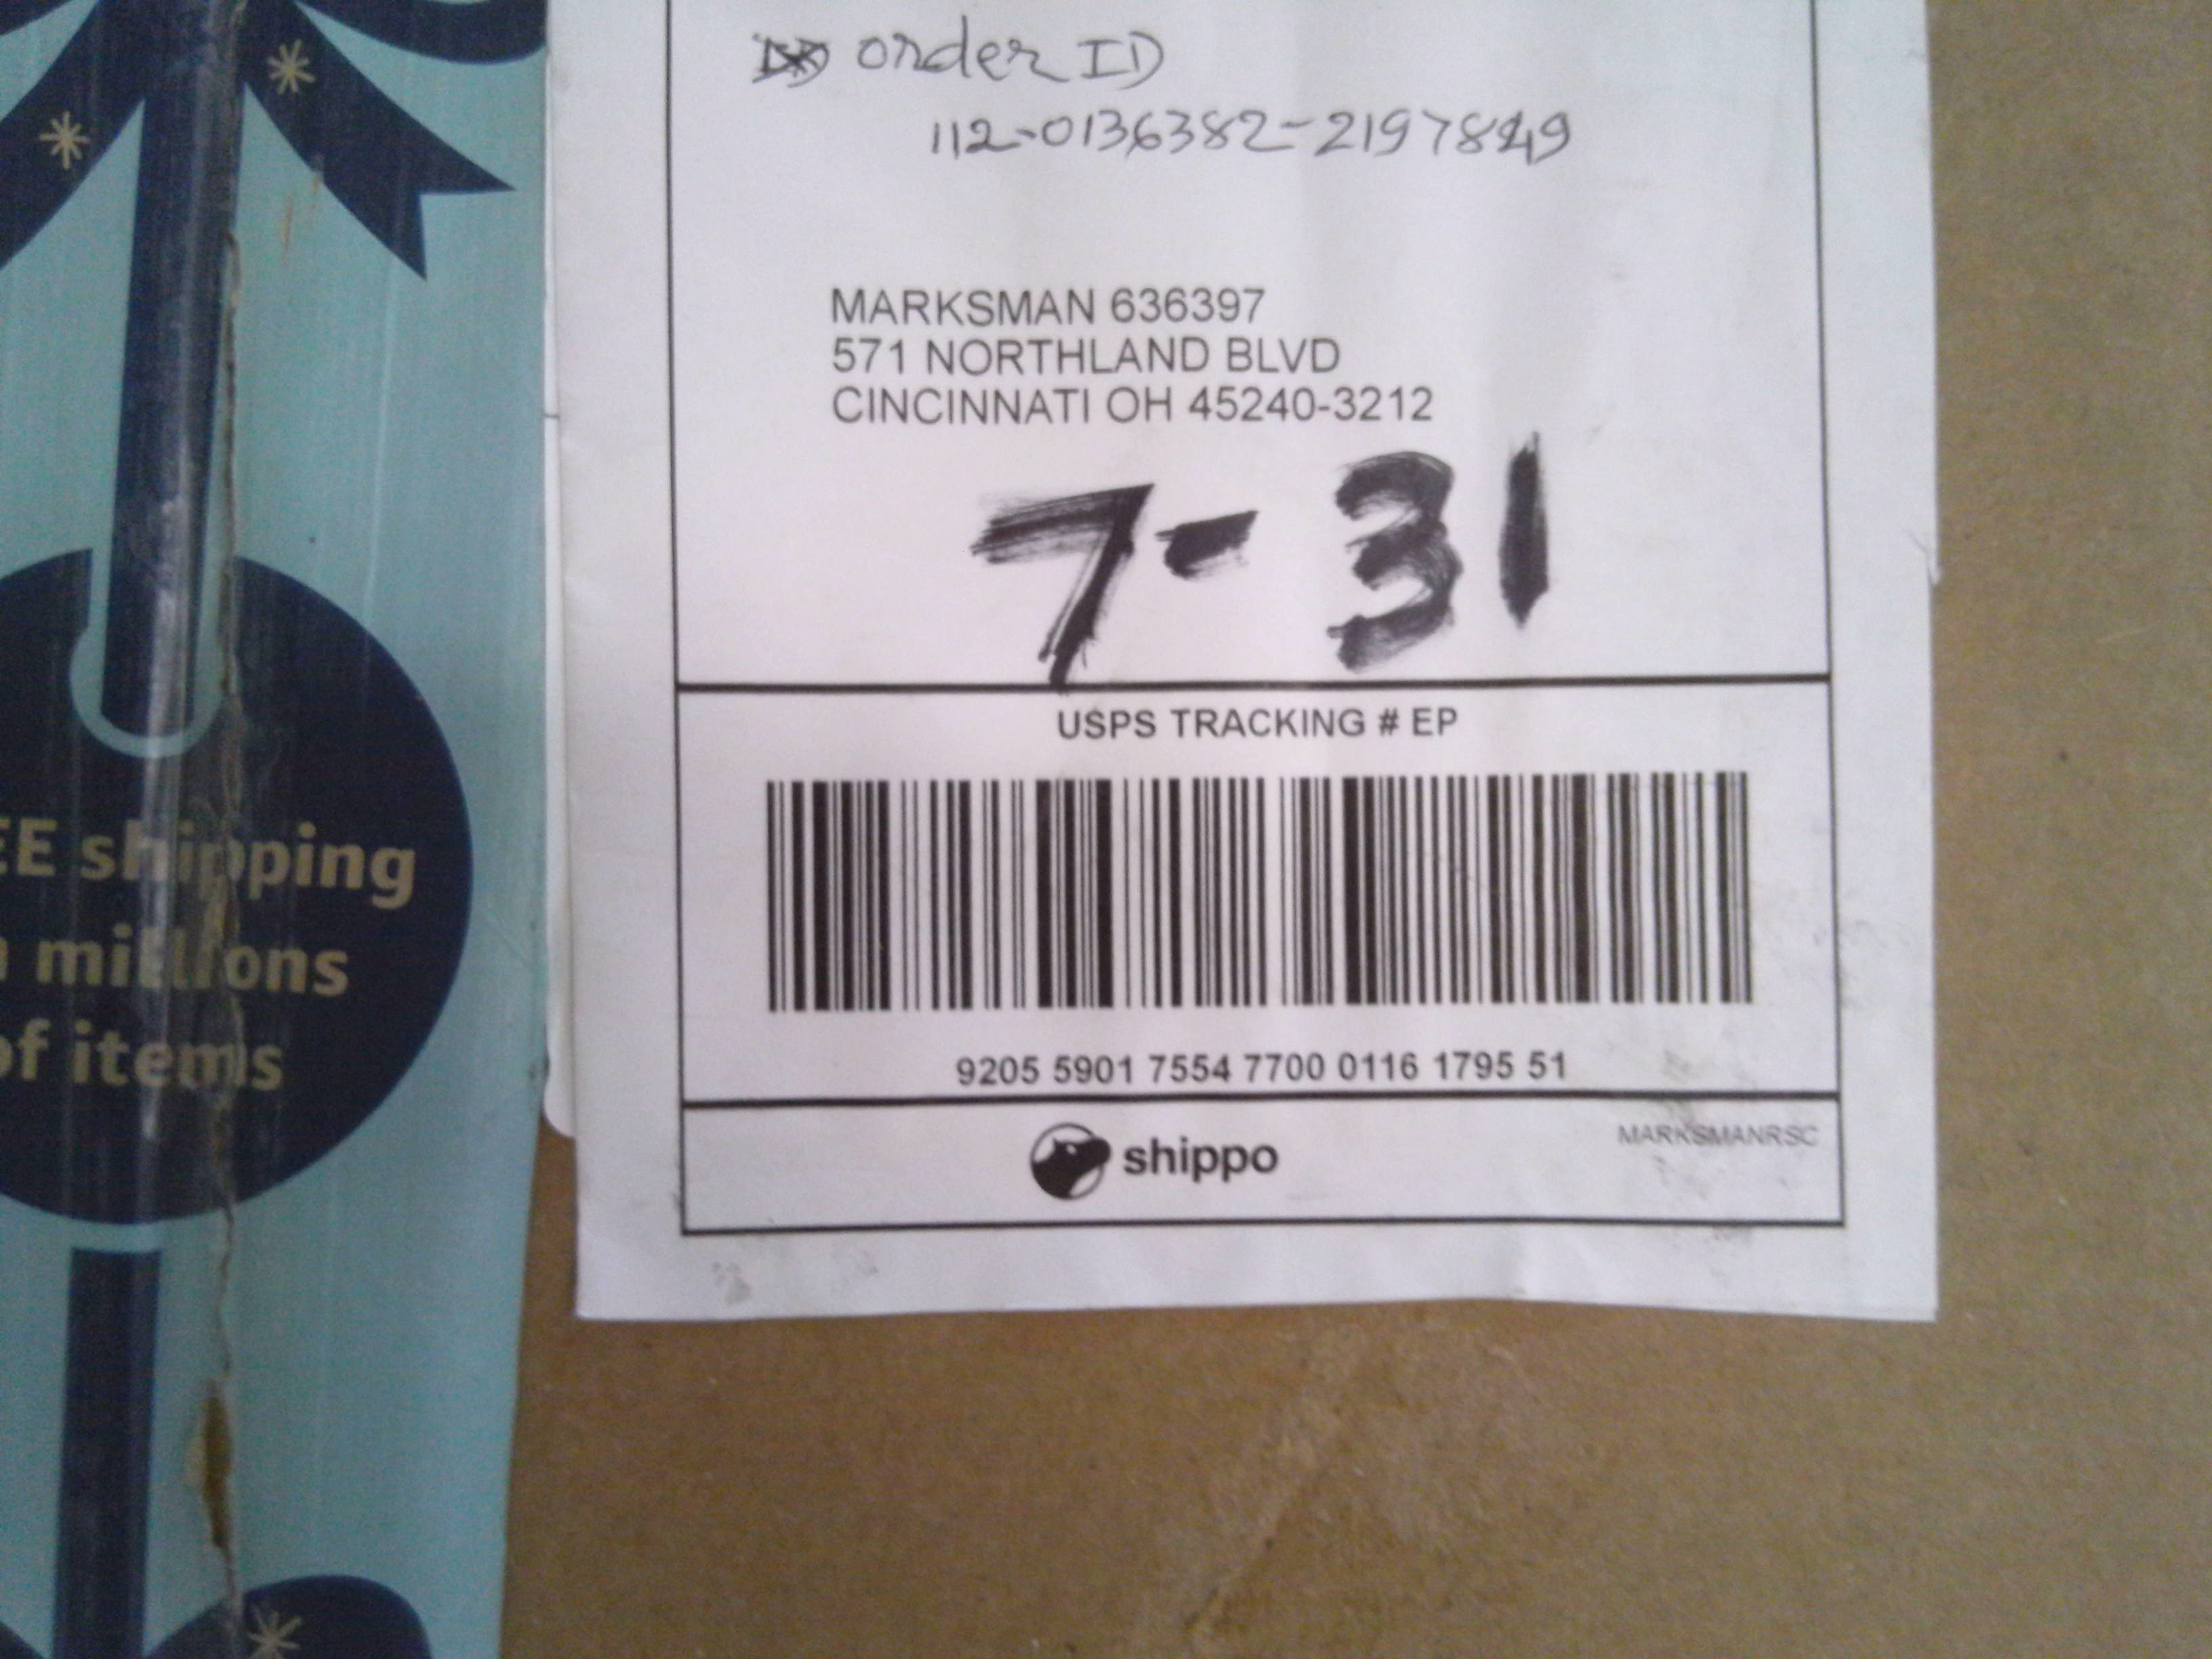 order ID
112-0136382-2197849
MARKSMAN 636397
571 NORTHLAND BLVD
CINCINNATI OH 45240-3212
7-31
USPS TRACKING # EP
9205 5901 7554 7700 0116 1795 51
shippo
MARKSMANRSC
EE shipping
millions
of items